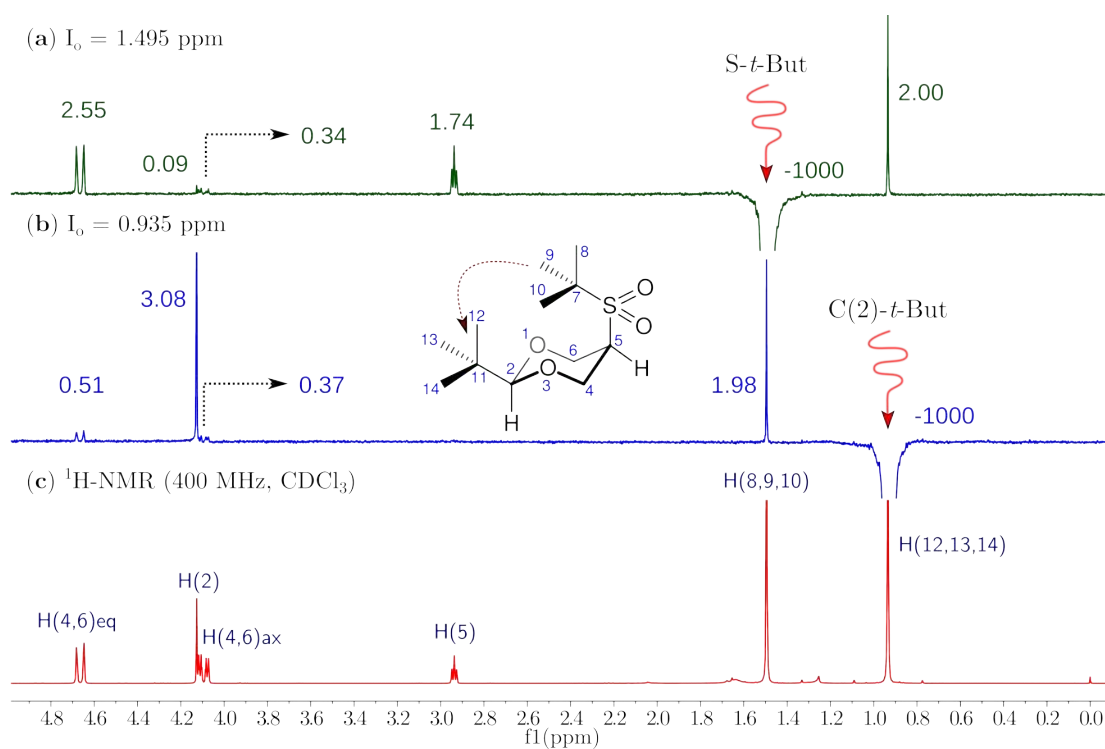 (a) Iₒ = 1.495 ppm
S-t-But
2.55
0.09
0.34
1.74
-1000
2.00
(b) Iₒ = 0.935 ppm
3.08
0.51
0.37
9
8
10
7
S
O
O
12
13
14
11
1
O
2
O
3
4
5
6
H
H
1.98
C(2)-t-But
-1000
(c) ¹H-NMR (400 MHz, CDCl₃)
H(4,6)eq
H(2)
H(4,6)ax
H(5)
H(8,9,10)
H(12,13,14)
4.8 4.6 4.4 4.2 4.0 3.8 3.6 3.4 3.2 3.0 2.8 2.6 2.4 2.2 2.0 1.8 1.6 1.4 1.2 1.0 0.8 0.6 0.4 0.2 0.0
f1(ppm)